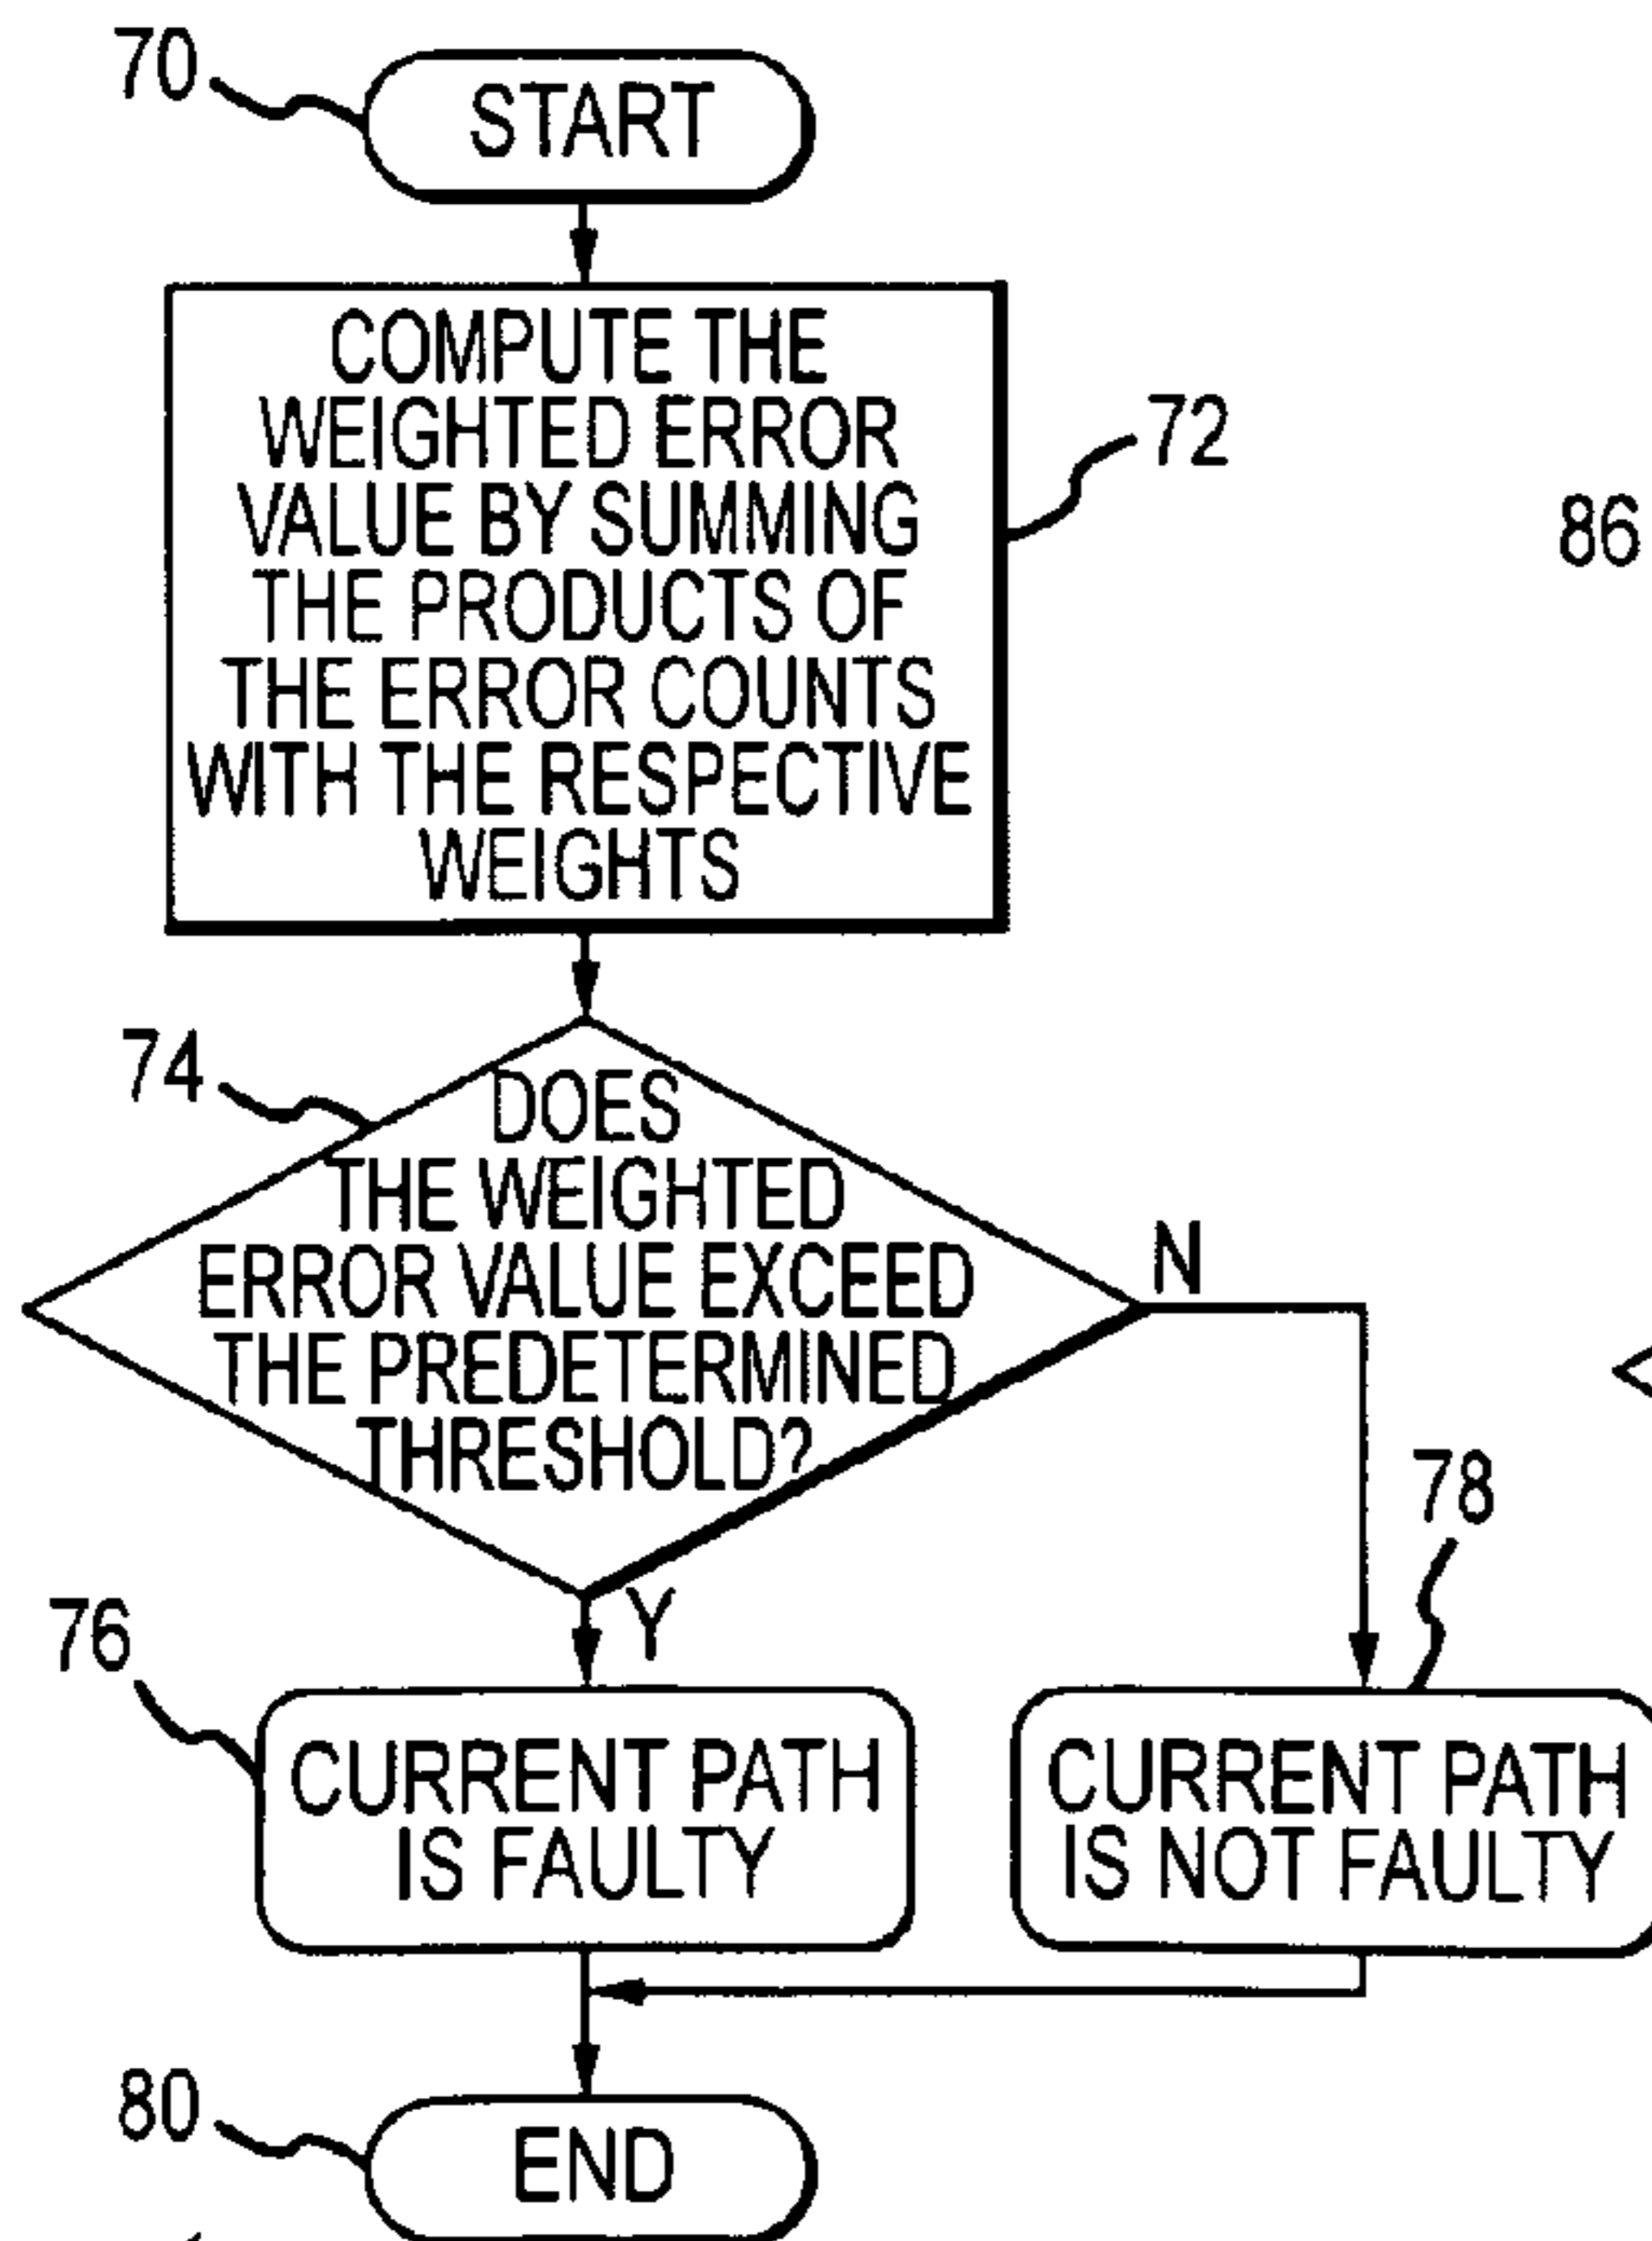 70
START
COMPUTE THE
WEIGHTED ERROR
VALUE BY SUMMING
THE PRODUCTS OF
THE ERROR COUNTS
WITH THE RESPECTIVE
WEIGHTS
72
86
74
DOES
THE WEIGHTED
ERROR VALUE EXCEED
THE PREDETERMINED
THRESHOLD?
N
Y
76
CURRENT PATH
IS FAULTY
78
CURRENT PATH
IS NOT FAULTY
80
END